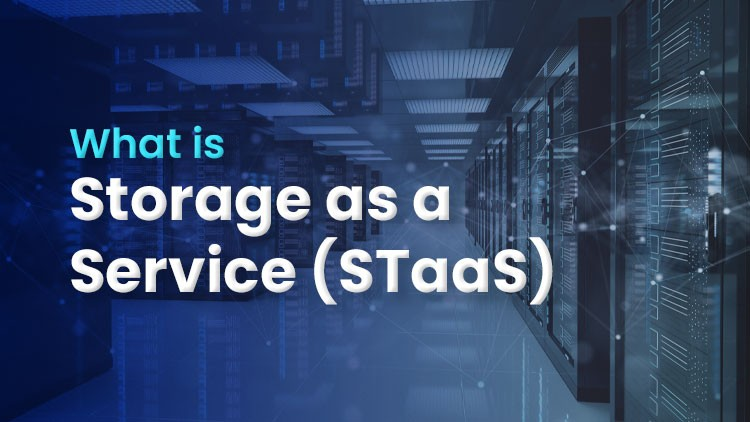 What is
Storage as a
Service (STaaS)